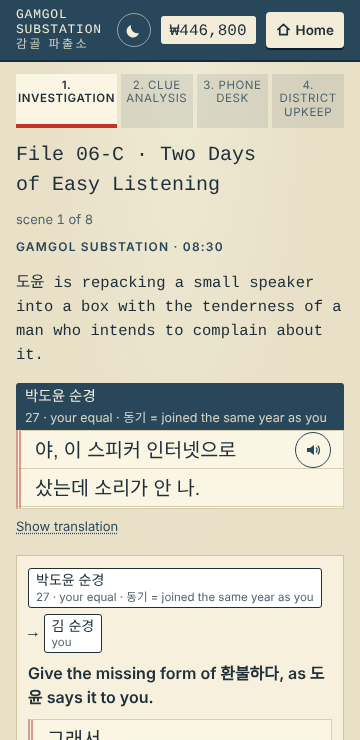 GAMGOL
SUBSTATION
감골 파출소
₩446,800
Home
1.
INVESTIGATION
2. CLUE
ANALYSIS
3. PHONE
DESK
4.
DISTRICT
UPKEEP
File 06-C · Two Days
of Easy Listening
scene 1 of 8
GAMGOL SUBSTATION · 08:30
도윤 is repacking a small speaker
into a box with the tenderness of a
man who intends to complain about
it.
박도윤 순경
27 · your equal · 동기 = joined the same year as you
야, 이 스피커 인터넷으로
샀는데 소리가 안 나.
Show translation
박도윤 순경
27 · your equal · 동기 = joined the same year as you
→ 김 순경
you
Give the missing form of 환불하다, as 도
윤 says it to you.
그래서